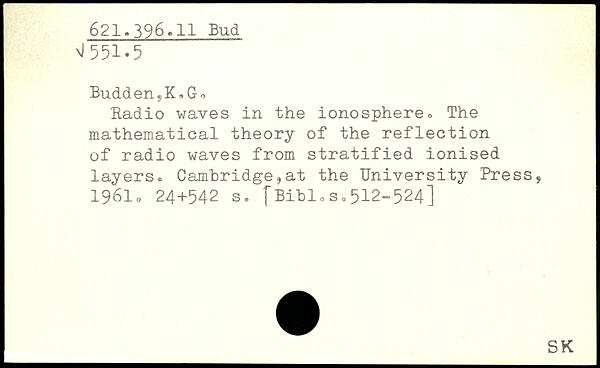 621.396.11 Bud
√551.5
Budden,K.G.
Radio waves in the ionosphere. The
mathematical theory of the reflection
of radio waves from stratified ionised
layers. Cambridge,at the University Press,
1961. 24+542 s. [Bibl.s.512-524]
SK